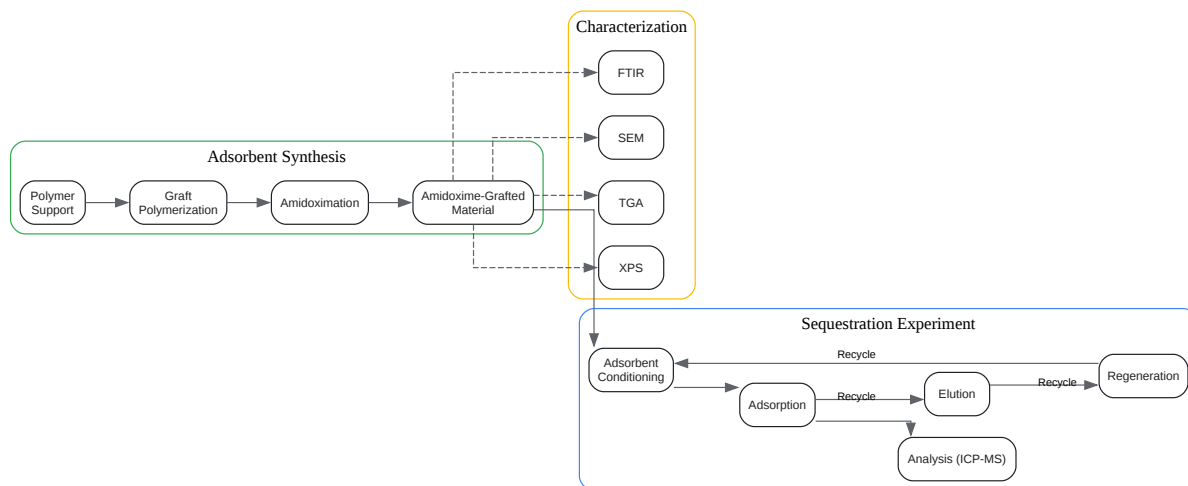 Characterization
FTIR
SEM
Adsorbent Synthesis
Polymer
Support
Graft
Polymerization
Amidoximation
Amidoxime-Grafted
Material
TGA
XPS
Sequestration Experiment
Adsorbent
Conditioning
Recycle
Regeneration
Adsorption
Recycle
Elution
Recycle
Analysis (ICP-MS)